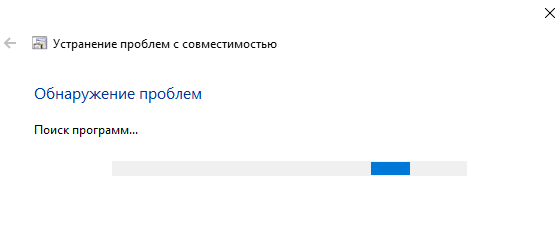 Устранение проблем с совместимостью
Обнаружение проблем
Поиск программ...